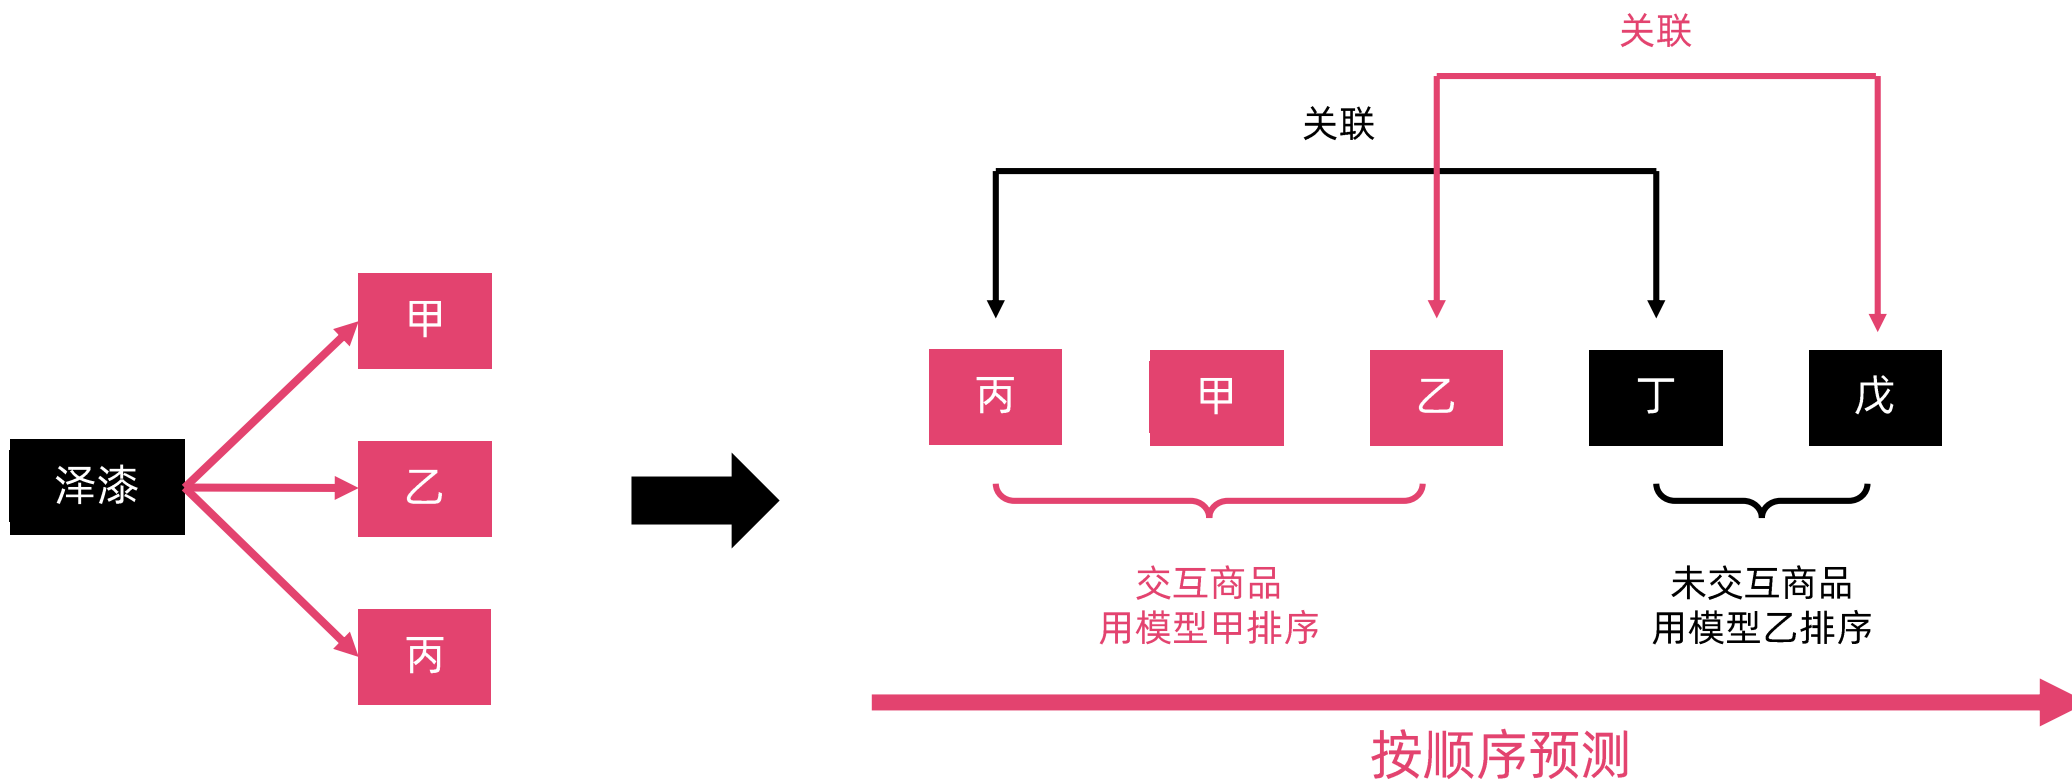 泽漆
甲
乙
丙
关联
关联
丙
甲
乙
丁
戊
交互商品
用模型甲排序
未交互商品
用模型乙排序
按顺序预测